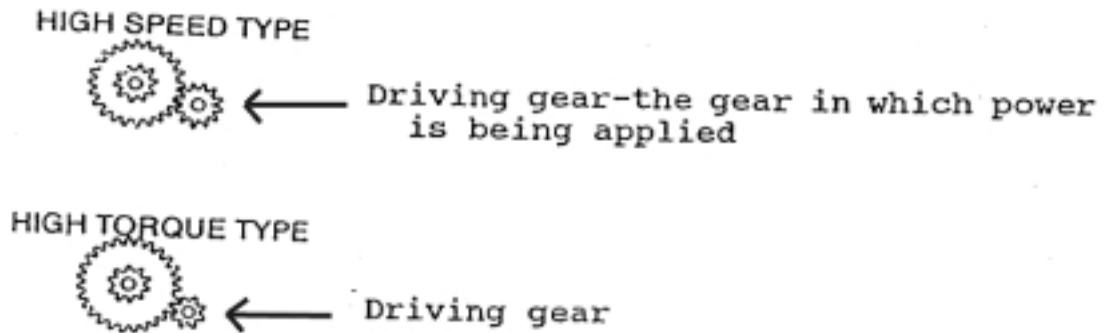 HIGH SPEED TYPE
Driving gear-the gear in which power
is being applied
HIGH TORQUE TYPE
Driving gear